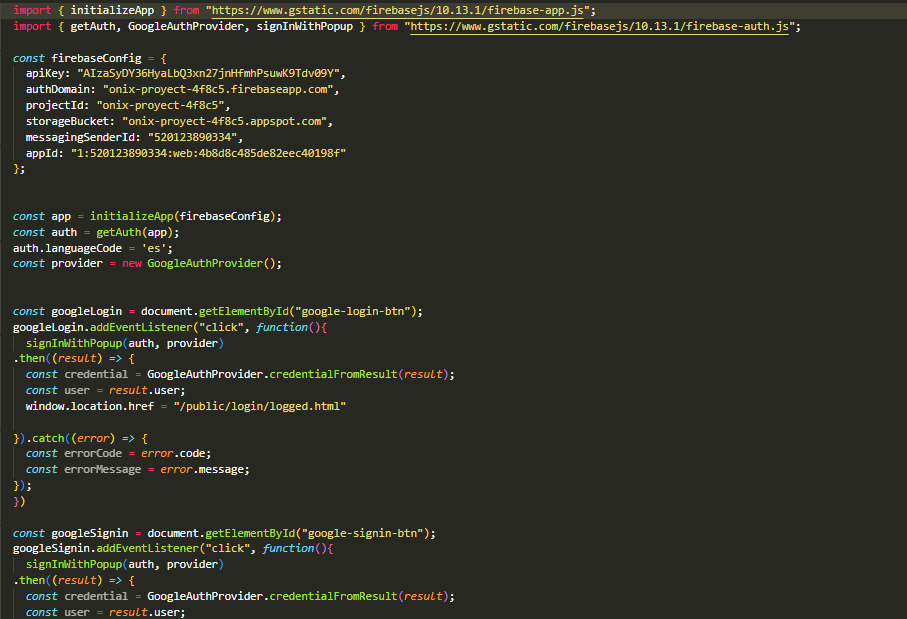 import { initializeApp } from "https://www.gstatic.com/firebasejs/10.13.1/firebase-app.js";
import { getAuth, GoogleAuthProvider, signInWithPopup } from "https://www.gstatic.com/firebasejs/10.13.1/firebase-auth.js";
const firebaseConfig = {
apiKey: "AIzaSyDY36HyaLbQ3xn27jnHfmhPsuwK9Tdv09Y",
authDomain: "onix-proyect-4f8c5.firebaseapp.com",
projectId: "onix-proyect-4f8c5",
storageBucket: "onix-proyect-4f8c5.appspot.com",
messagingSenderId: "520123890334",
appId: "1:520123890334:web:4b8d8c485de82eec40198f"
};
const app = initializeApp(firebaseConfig);
const auth = getAuth(app);
auth.languageCode = 'es';
const provider = new GoogleAuthProvider();
const googleLogin = document.getElementById("google-login-btn");
googleLogin.addEventListener("click", function(){
signInWithPopup(auth, provider)
.then((result) => {
const credential = GoogleAuthProvider.credentialFromResult(result);
const user = result.user;
window.location.href = "/public/login/logged.html"
}).catch((error) => {
const errorCode = error.code;
const errorMessage = error.message;
});
})
const googleSignin = document.getElementById("google-signin-btn");
googleSignin.addEventListener("click", function(){
signInWithPopup(auth, provider)
.then((result) => {
const credential = GoogleAuthProvider.credentialFromResult(result);
const user = result.user;